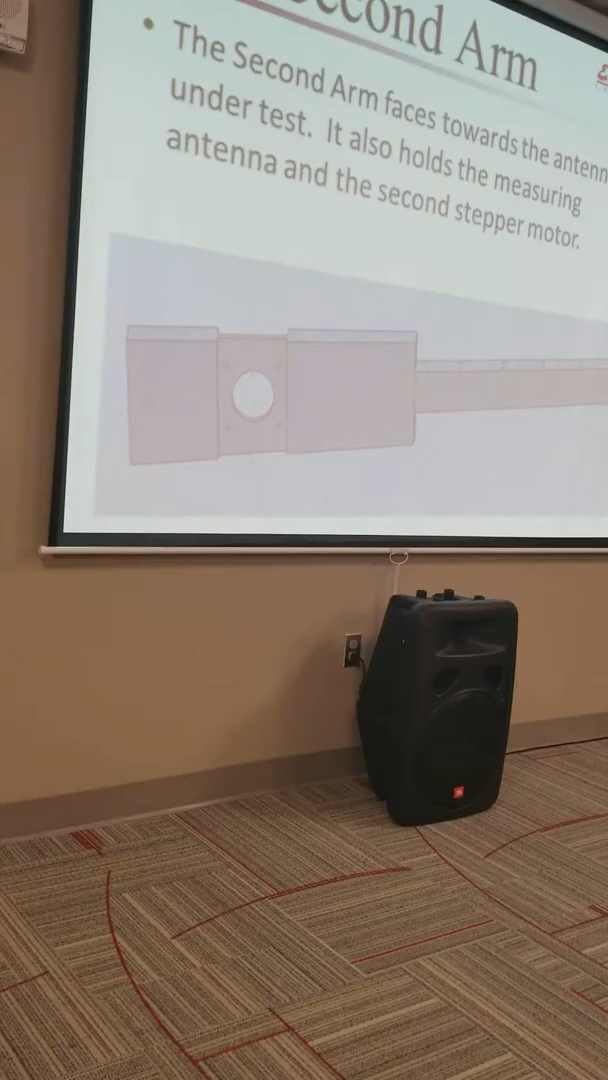 Second Arm
• The Second Arm faces towards the antenn
under test. It also holds the measuring
antenna and the second stepper motor.
JBL